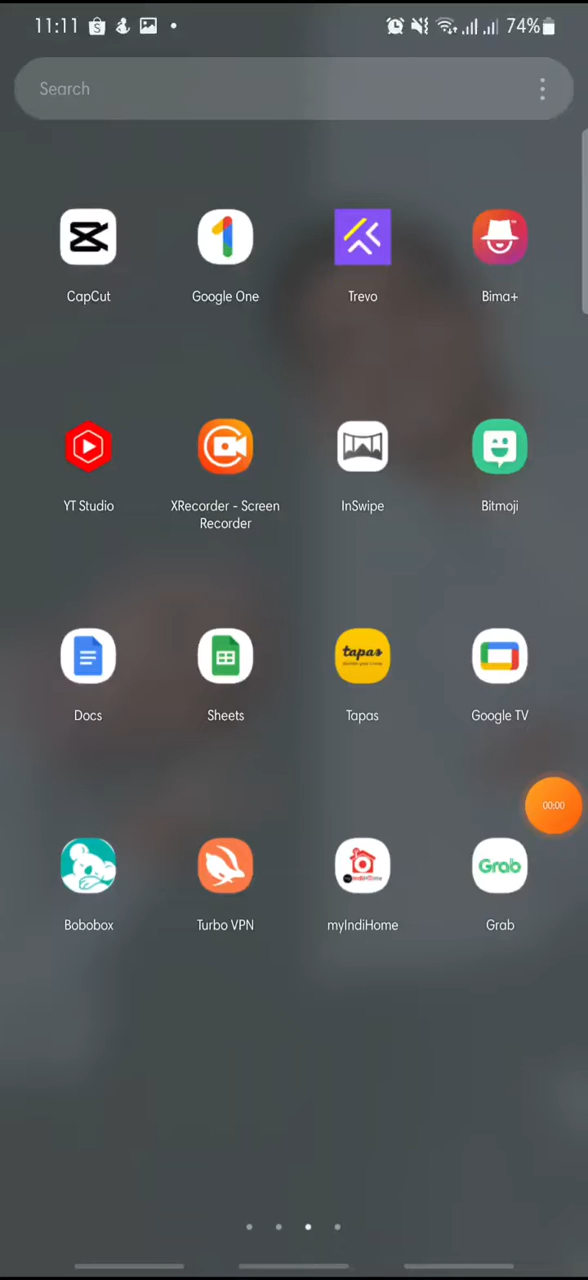 11:11
74%
Search
CapCut
Google One
Trevo
Bima+
YT Studio
XRecorder - Screen
Recorder
InSwipe
Bitmoji
tapas
Docs
Sheets
Tapas
Google TV
00:00
Grab
Bobobox
Turbo VPN
myIndiHome
Grab